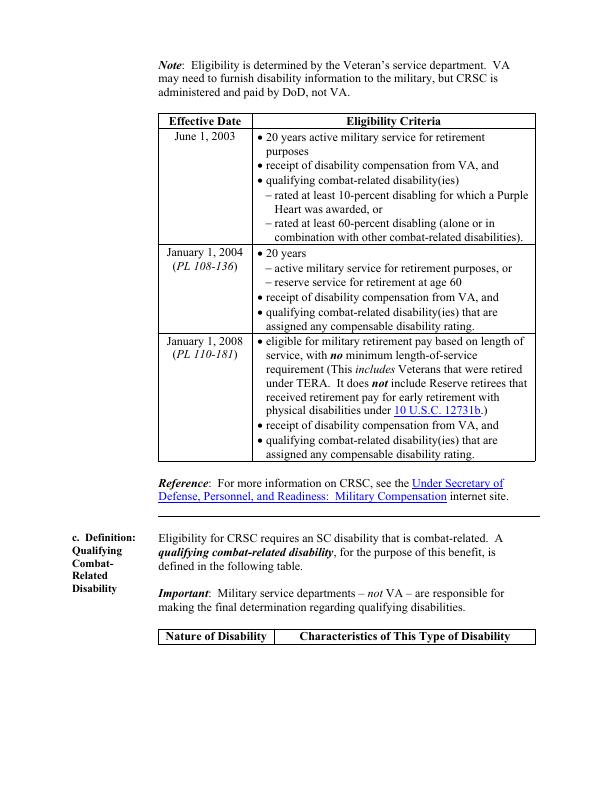 Note:  Eligibility is determined by the Veteran's service department.  VA
may need to furnish disability information to the military, but CRSC is
administered and paid by DoD, not VA.
Effective Date Eligibility Criteria
June 1, 2003
• 20 years active military service for retirement
purposes
• receipt of disability compensation from VA, and
• qualifying combat-related disability(ies)
– rated at least 10-percent disabling for which a Purple
Heart was awarded, or
– rated at least 60-percent disabling (alone or in
combination with other combat-related disabilities).
January 1, 2004
(PL 108-136)
• 20 years
– active military service for retirement purposes, or
– reserve service for retirement at age 60
• receipt of disability compensation from VA, and
• qualifying combat-related disability(ies) that are
assigned any compensable disability rating.
January 1, 2008
(PL 110-181)
• eligible for military retirement pay based on length of
service, with no minimum length-of-service
requirement (This includes Veterans that were retired
under TERA.  It does not include Reserve retirees that
received retirement pay for early retirement with
physical disabilities under 10 U.S.C. 12731b.)
• receipt of disability compensation from VA, and
• qualifying combat-related disability(ies) that are
assigned any compensable disability rating.
Reference:  For more information on CRSC, see the Under Secretary of
Defense, Personnel, and Readiness:  Military Compensation internet site.
c.  Definition:
Qualifying
Combat-
Related
Disability
Eligibility for CRSC requires an SC disability that is combat-related.  A
qualifying combat-related disability, for the purpose of this benefit, is
defined in the following table.
Important:  Military service departments – not VA – are responsible for
making the final determination regarding qualifying disabilities.
Nature of Disability Characteristics of This Type of Disability